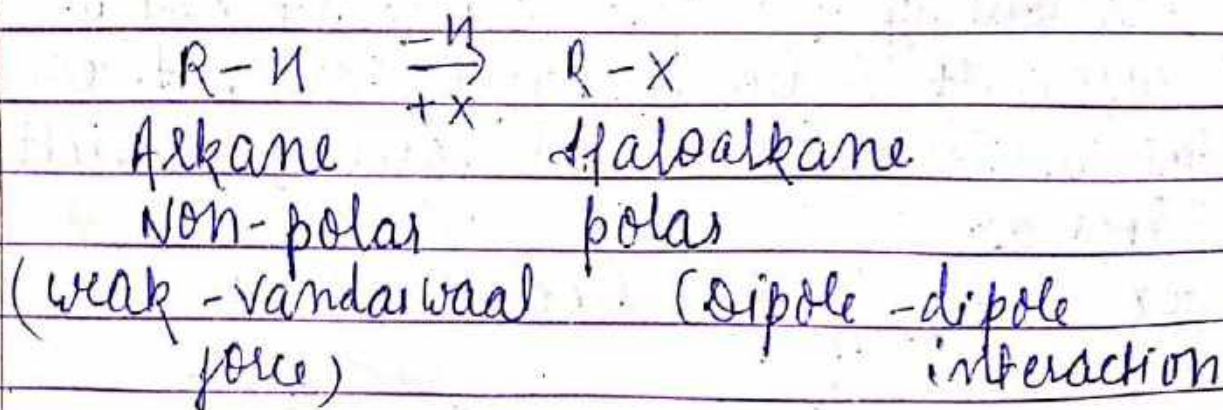 -H
R-H → R-X
+X
Alkane Haloalkane
Non-polar polar
(weak -vandarwaal (Dipole -dipole
force) interaction